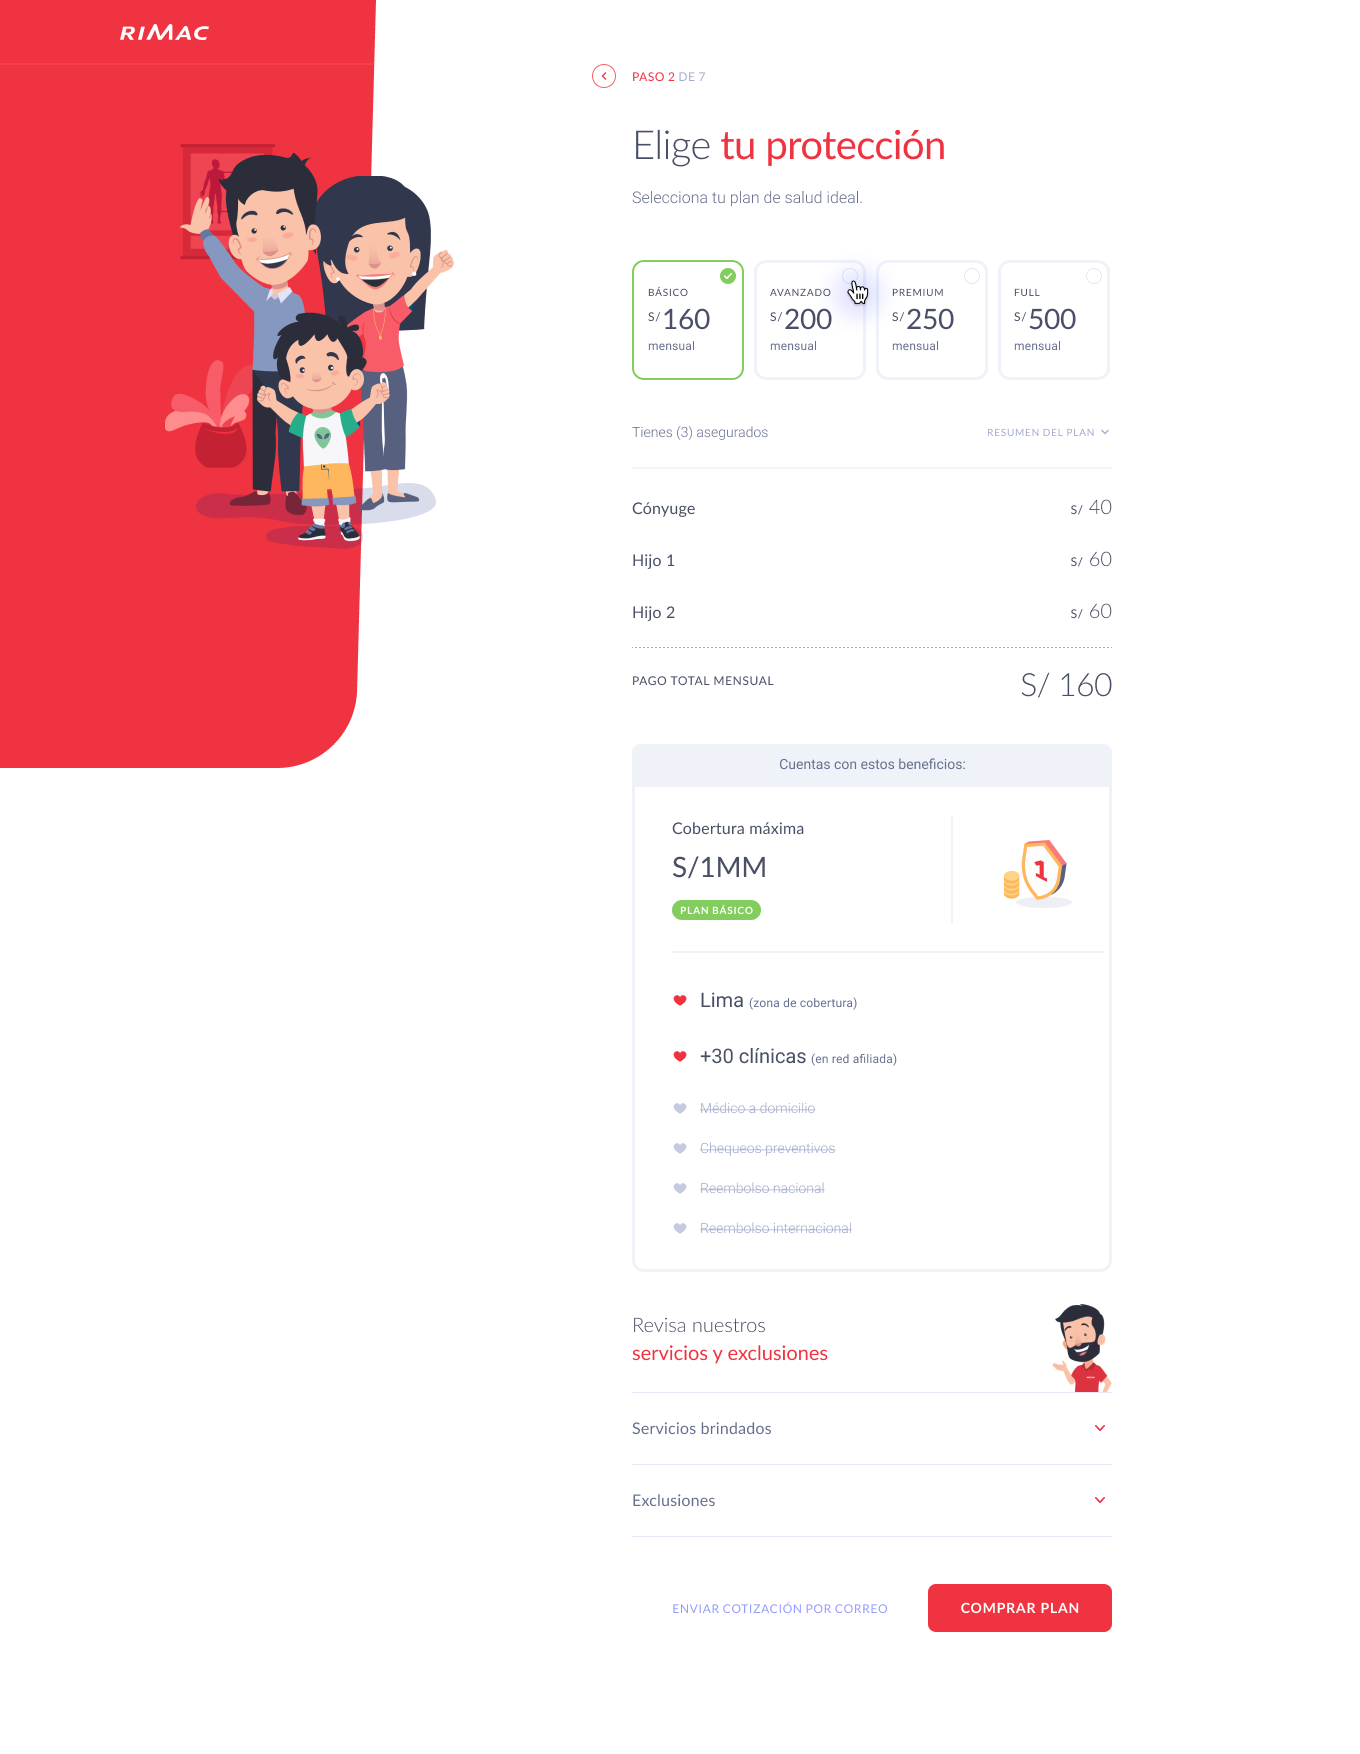 RIMAC
PASO 2 DE 7
Elige tu protección
Selecciona tu plan de salud ideal.
BÁSICO
S/ 160
mensual
AVANZADO
S/ 200
mensual
PREMIUM
S/ 250
mensual
FULL
S/ 500
mensual
Tienes (3) asegurados
RESUMEN DEL PLAN
Cónyuge S/ 40
Hijo 1 S/ 60
Hijo 2 S/ 60
PAGO TOTAL MENSUAL S/ 160
Cuentas con estos beneficios:
Cobertura máxima
S/1MM
PLAN BÁSICO
1
Lima (zona de cobertura)
+30 clínicas (en red afiliada)
Médico a domicilio
Chequeos preventivos
Reembolso nacional
Reembolso internacional
Revisa nuestros
servicios y exclusiones
Servicios brindados
Exclusiones
ENVIAR COTIZACIÓN POR CORREO
COMPRAR PLAN